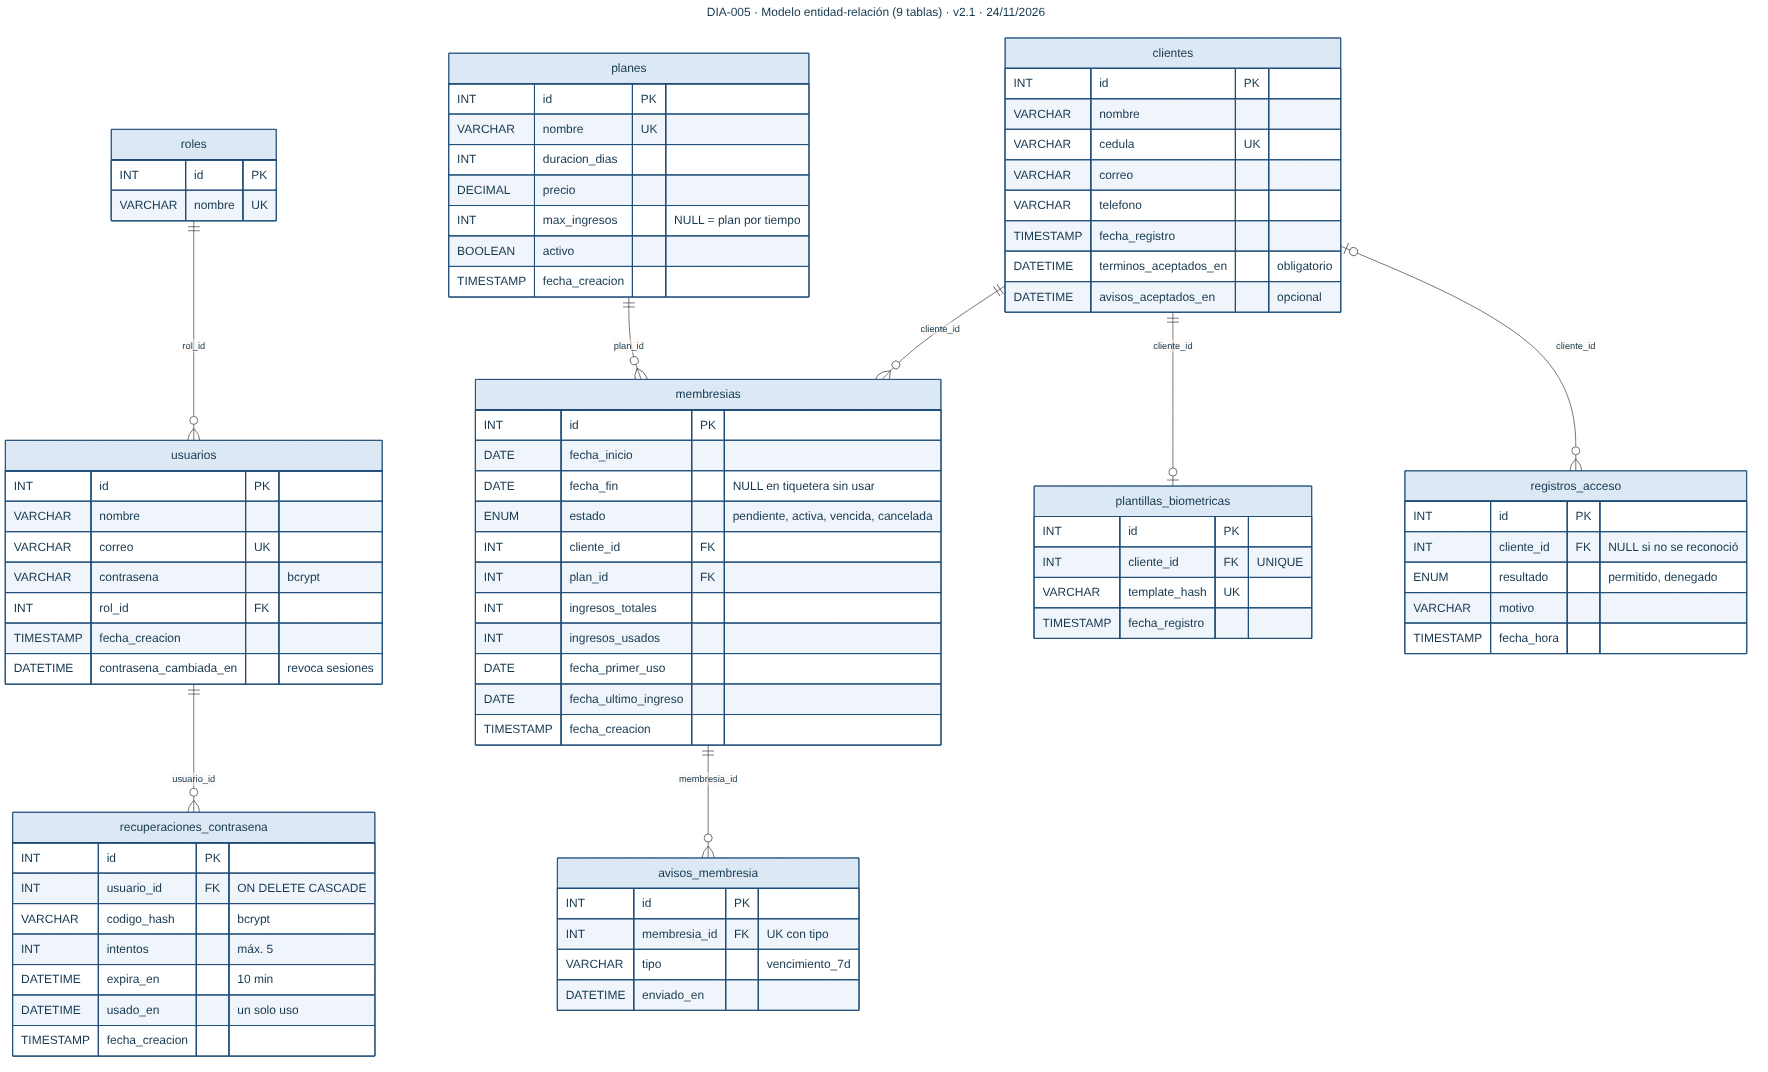 DIA-005 · Modelo entidad-relación (9 tablas) · v2.1 · 24/11/2026
roles
INT id PK
VARCHAR nombre UK
rol_id
usuarios
INT id PK
VARCHAR nombre
VARCHAR correo UK
VARCHAR contrasena bcrypt
INT rol_id FK
TIMESTAMP fecha_creacion
DATETIME contrasena_cambiada_en revoca sesiones
usuario_id
recuperaciones_contrasena
INT id PK
INT usuario_id FK ON DELETE CASCADE
VARCHAR codigo_hash bcrypt
INT intentos máx. 5
DATETIME expira_en 10 min
DATETIME usado_en un solo uso
TIMESTAMP fecha_creacion
planes
INT id PK
VARCHAR nombre UK
INT duracion_dias
DECIMAL precio
INT max_ingresos NULL = plan por tiempo
BOOLEAN activo
TIMESTAMP fecha_creacion
plan_id
cliente_id
membresias
INT id PK
DATE fecha_inicio
DATE fecha_fin NULL en tiquetera sin usar
ENUM estado pendiente, activa, vencida, cancelada
INT cliente_id FK
INT plan_id FK
INT ingresos_totales
INT ingresos_usados
DATE fecha_primer_uso
DATE fecha_ultimo_ingreso
TIMESTAMP fecha_creacion
membresia_id
avisos_membresia
INT id PK
INT membresia_id FK UK con tipo
VARCHAR tipo vencimiento_7d
DATETIME enviado_en
clientes
INT id PK
VARCHAR nombre
VARCHAR cedula UK
VARCHAR correo
VARCHAR telefono
TIMESTAMP fecha_registro
DATETIME terminos_aceptados_en obligatorio
DATETIME avisos_aceptados_en opcional
cliente_id
plantillas_biometricas
INT id PK
INT cliente_id FK UNIQUE
VARCHAR template_hash UK
TIMESTAMP fecha_registro
cliente_id
registros_acceso
INT id PK
INT cliente_id FK NULL si no se reconoció
ENUM resultado permitido, denegado
VARCHAR motivo
TIMESTAMP fecha_hora